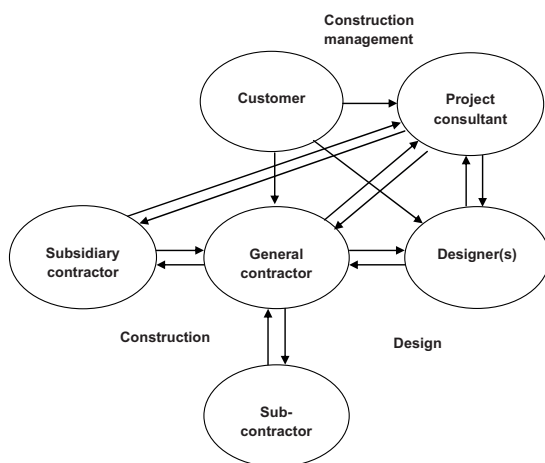 Construction
management
Customer
Project
consultant
Subsidiary
contractor
General
contractor
Designer(s)
Construction
Design
Sub-
contractor